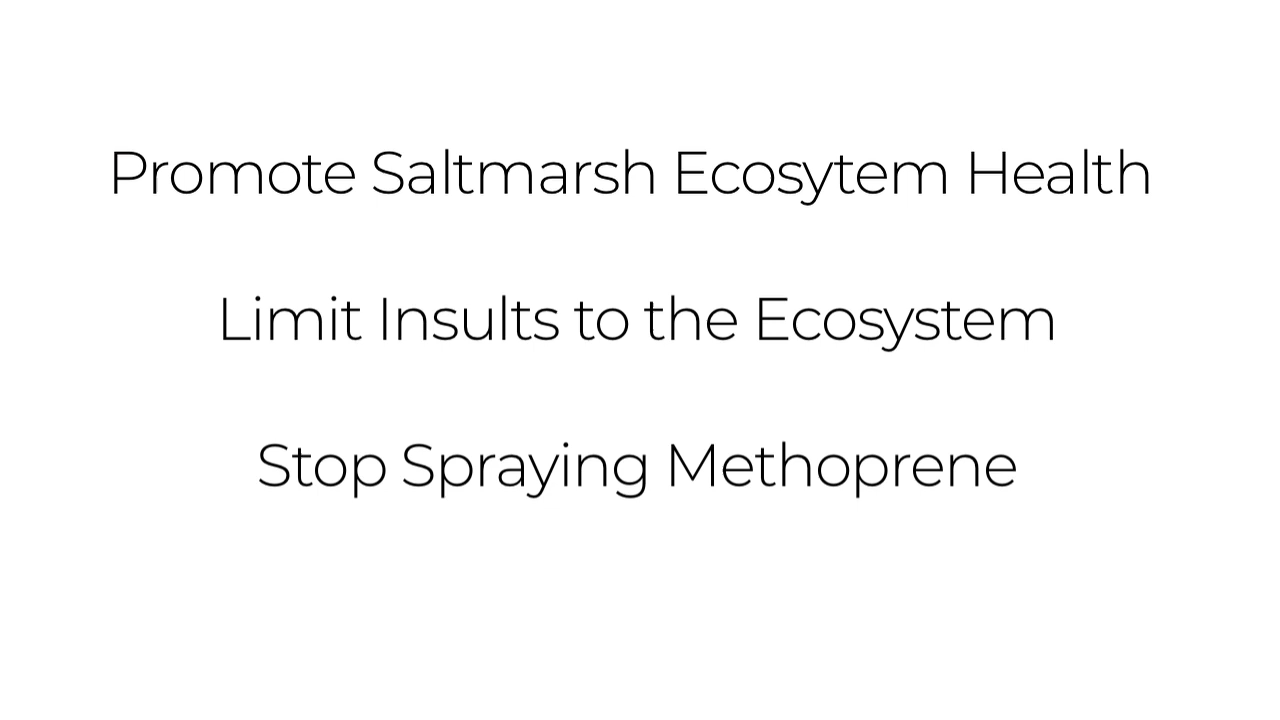 Promote Saltmarsh Ecosytem Health
Limit Insults to the Ecosystem
Stop Spraying Methoprene